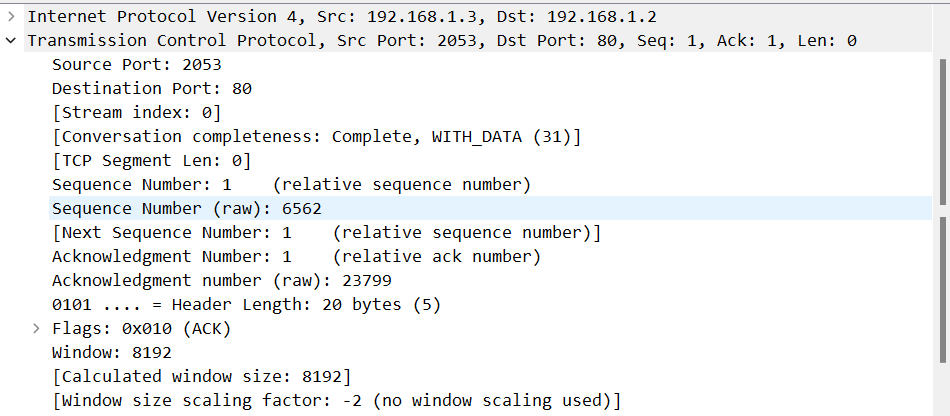 Internet Protocol Version 4, Src: 192.168.1.3, Dst: 192.168.1.2
Transmission Control Protocol, Src Port: 2053, Dst Port: 80, Seq: 1, Ack: 1, Len: 0
Source Port: 2053
Destination Port: 80
[Stream index: 0]
[Conversation completeness: Complete, WITH_DATA (31)]
[TCP Segment Len: 0]
Sequence Number: 1    (relative sequence number)
Sequence Number (raw): 6562
[Next Sequence Number: 1    (relative sequence number)]
Acknowledgment Number: 1    (relative ack number)
Acknowledgment number (raw): 23799
0101 .... = Header Length: 20 bytes (5)
Flags: 0x010 (ACK)
Window: 8192
[Calculated window size: 8192]
[Window size scaling factor: -2 (no window scaling used)]